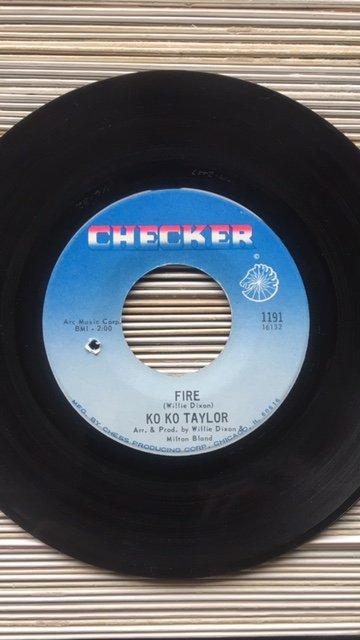 CHECKER
©
Arc Music Corp.
BMI - 2:00
1191
16132
FIRE
(Willie Dixon)
KO KO TAYLOR
Arr. & Prod. by Willie Dixon &
Milton Bland
MFG. BY CHESS PRODUCING CORP., CHICAGO, IL 60616